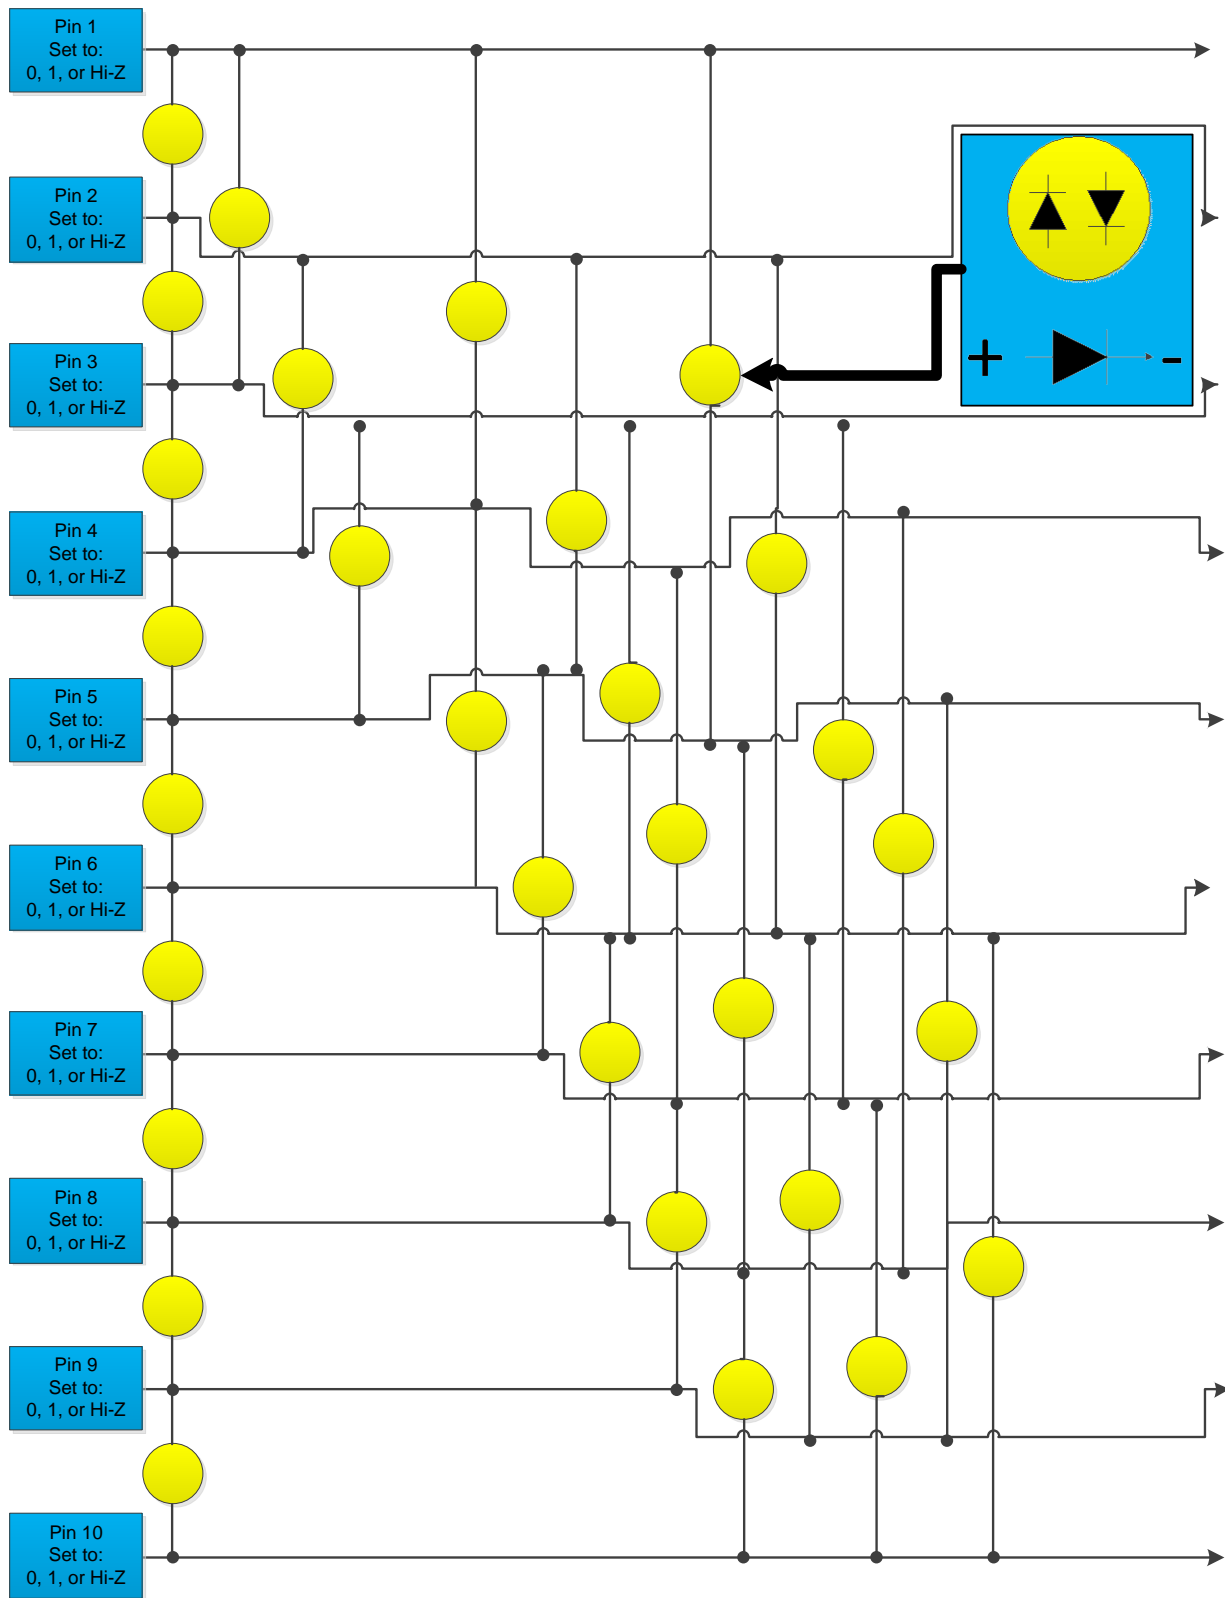 Pin 1
Set to:
0, 1, or Hi-Z
Pin 2
Set to:
0, 1, or Hi-Z
+ -
Pin 3
Set to:
0, 1, or Hi-Z
Pin 4
Set to:
0, 1, or Hi-Z
Pin 5
Set to:
0, 1, or Hi-Z
Pin 6
Set to:
0, 1, or Hi-Z
Pin 7
Set to:
0, 1, or Hi-Z
Pin 8
Set to:
0, 1, or Hi-Z
Pin 9
Set to:
0, 1, or Hi-Z
Pin 10
Set to:
0, 1, or Hi-Z